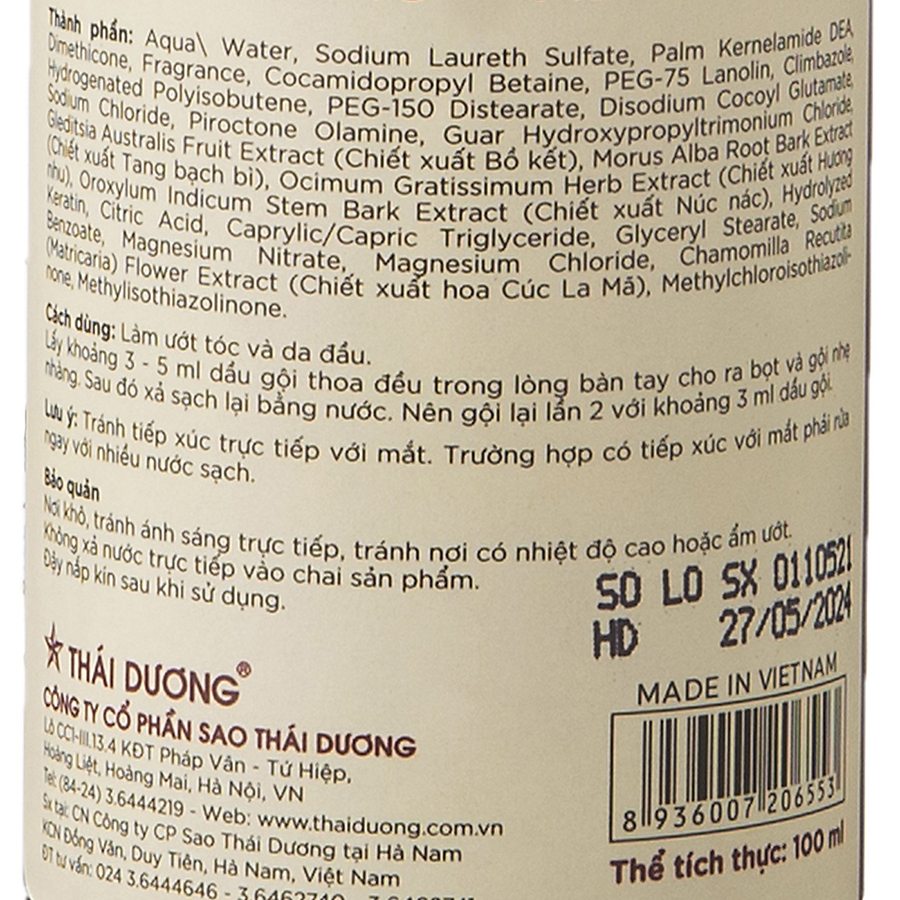 Thành phần: Aqua\ Water, Sodium Laureth Sulfate, Palm Kernelamide DEA
Dimethicone, Fragrance, Cocamidopropyl Betaine, PEG-75 Lanolin, Climbazole,
Hydrogenated Polyisobutene, PEG-150 Distearate, Disodium Cocoyl Glutamate,
Sodium Chloride, Piroctone Olamine, Guar Hydroxypropyltrimonium Chloride,
Gleditsia Australis Fruit Extract (Chiết xuất Bồ kết), Morus Alba Root Bark Extract
(Chiết xuất Tang bạch bì), Ocimum Gratissimum Herb Extract (Chiết xuất Hương
nhu), Oroxylum Indicum Stem Bark Extract (Chiết xuất Núc nác), Hydrolyzed
Keratin, Citric Acid, Caprylic/Capric Triglyceride, Glyceryl Stearate, Sodium
Benzoate, Magnesium Nitrate, Magnesium Chloride, Chamomilla Recutita
(Matricaria) Flower Extract (Chiết xuất hoa Cúc La Mã), Methylchloroisothiazoli-
none, Methylisothiazolinone.
Cách dùng: Làm ướt tóc và da đầu.
Lấy khoảng 3 - 5 ml dầu gội thoa đều trong lòng bàn tay cho ra bọt và gội nhẹ
nhàng. Sau đó xả sạch lại bằng nước. Nên gội lại lần 2 với khoảng 3 ml dầu gội.
Lưu ý: Tránh tiếp xúc trực tiếp với mắt. Trường hợp có tiếp xúc với mắt phải rửa
ngay với nhiều nước sạch.
Bảo quản
Nơi khô, tránh ánh sáng trực tiếp, tránh nơi có nhiệt độ cao hoặc ẩm ướt.
Không xả nước trực tiếp vào chai sản phẩm.
Đậy nắp kín sau khi sử dụng.
SO LO SX 0110521
HD 27/05/2024
THÁI DƯƠNG®
CÔNG TY CỔ PHẦN SAO THÁI DƯƠNG
Lô CC1-III.13.4 KĐT Pháp Vân - Tứ Hiệp,
Hoàng Liệt, Hoàng Mai, Hà Nội, VN
Tel: (84-24) 3.6444219 - Web: www.thaiduong.com.vn
Sx tại: CN Công ty CP Sao Thái Dương tại Hà Nam
KCN Đồng Văn, Duy Tiên, Hà Nam, Việt Nam
ĐT tư vấn: 024 3.6444646 -
MADE IN VIETNAM
8 936007 206553
Thể tích thực: 100 ml